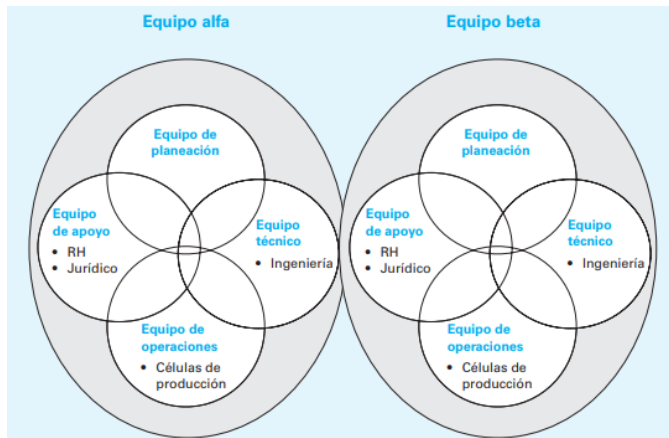 Equipo alfa
Equipo de
planeación
Equipo
de apoyo
• RH
• Jurídico
Equipo
técnico
• Ingeniería
Equipo de
operaciones
• Células de
producción
Equipo beta
Equipo de
planeación
Equipo
de apoyo
• RH
• Jurídico
Equipo
técnico
• Ingeniería
Equipo de
operaciones
• Células de
producción